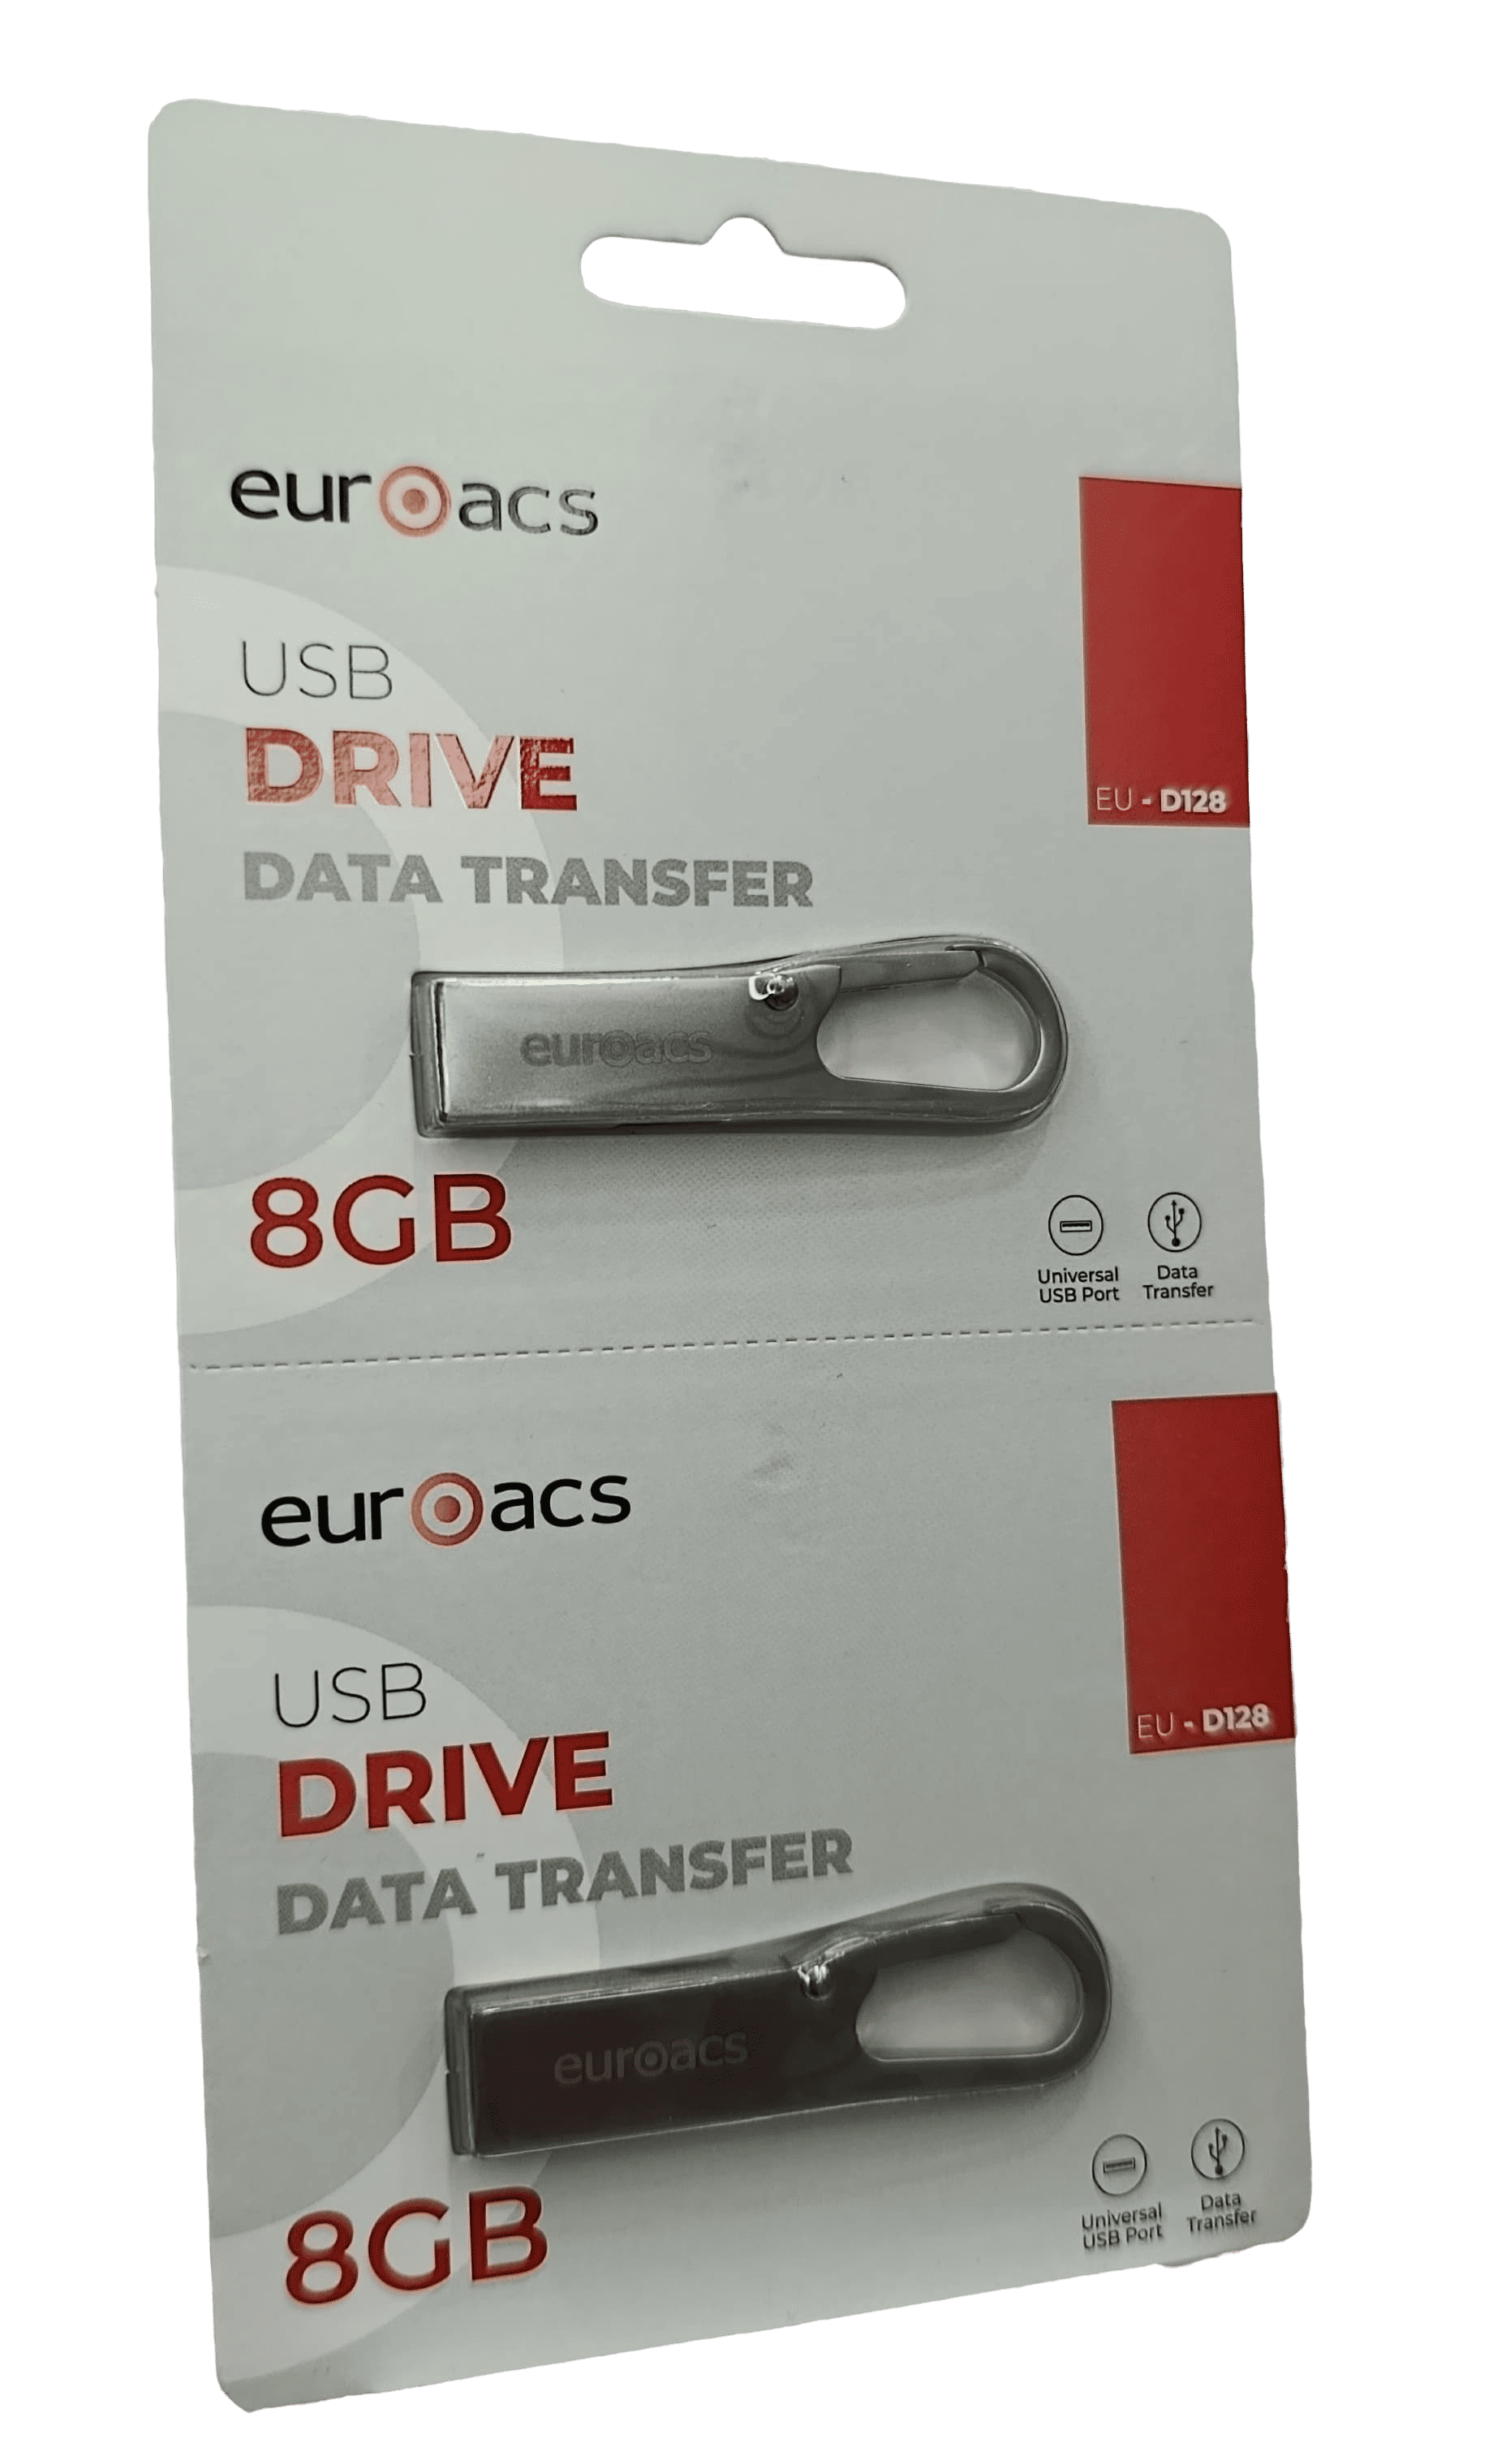 euroacs
EU - D128
USB
DRIVE
DATA TRANSFER
euroacs
8GB
Universal
USB Port
Data
Transfer
euroacs
EU - D128
USB
DRIVE
DATA TRANSFER
euroacs
8GB
Universal
USB Port
Data
Transfer